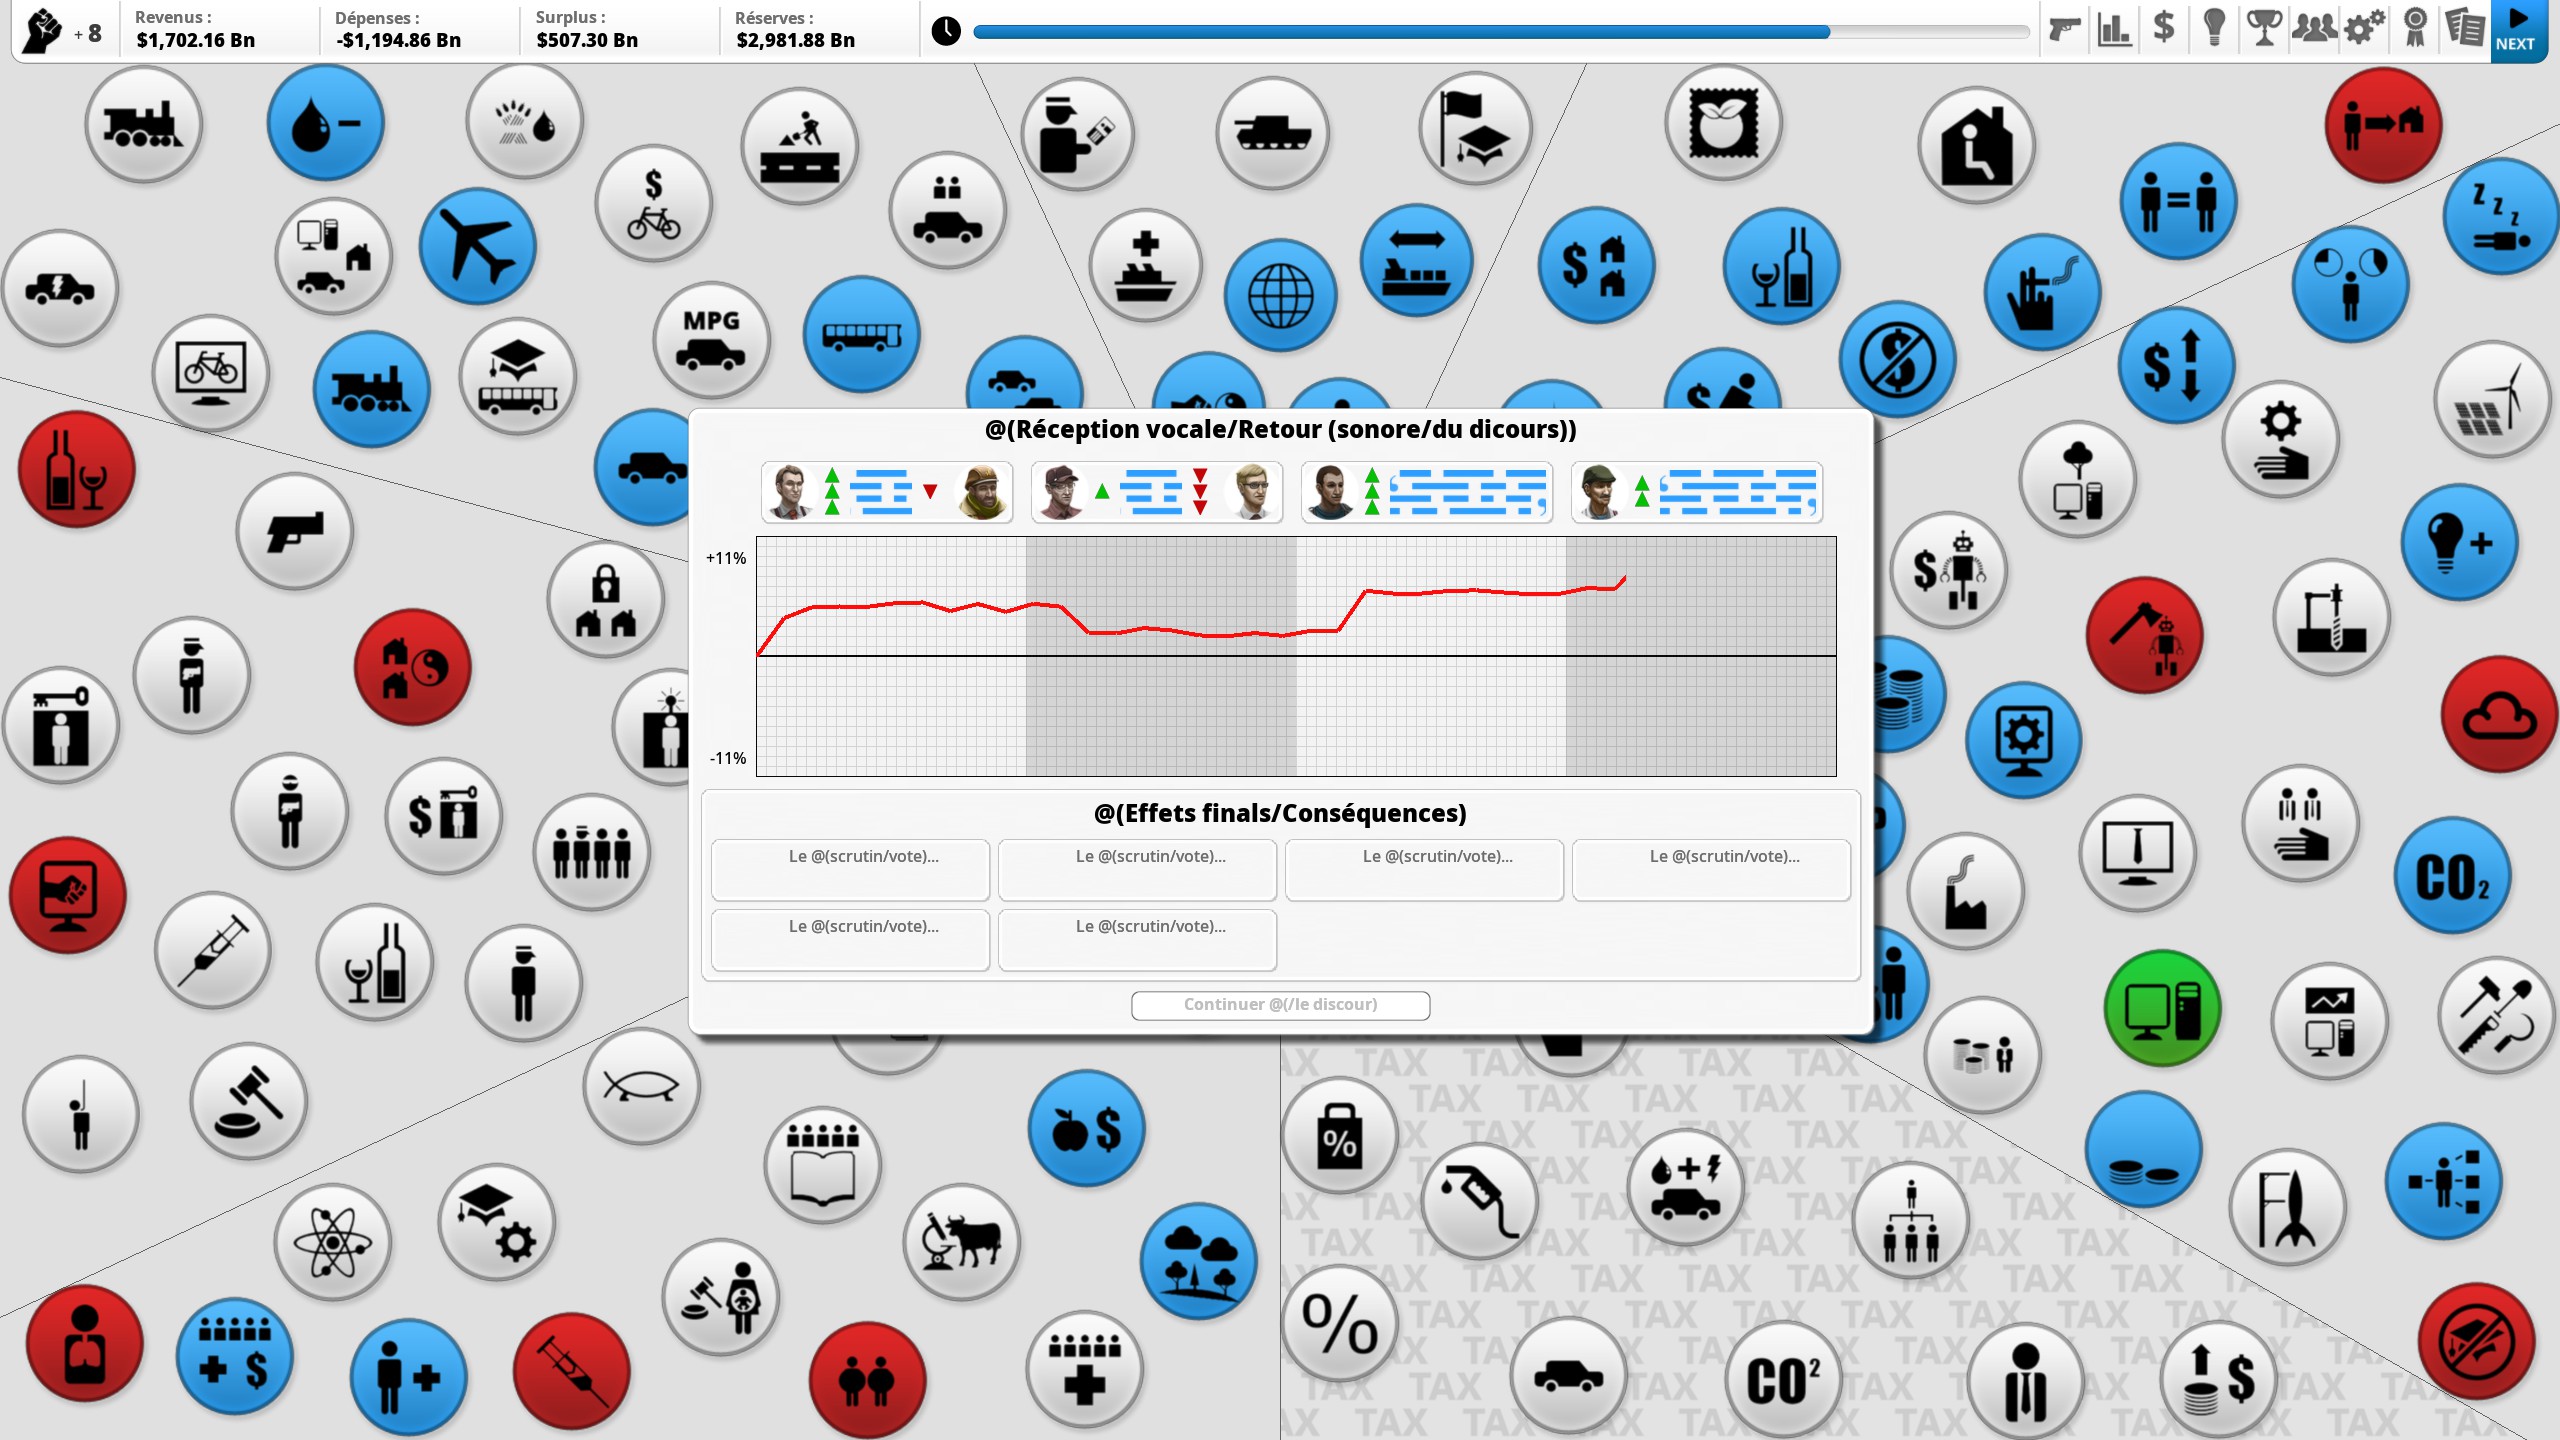 + 8
Revenus :
$1,702.16 Bn
Dépenses :
-$1,194.86 Bn
Surplus :
$507.30 Bn
Réserves :
$2,981.88 Bn
NEXT
MPG
@(Réception vocale/Retour (sonore/du dicours))
+11%
-11%
@(Effets finals/Conséquences)
Le @(scrutin/vote)...
Le @(scrutin/vote)...
Le @(scrutin/vote)...
Le @(scrutin/vote)...
Le @(scrutin/vote)...
Le @(scrutin/vote)...
Continuer @(/le discour)
CO2
TAX TAX TAX TAX TAX TAX
CO²